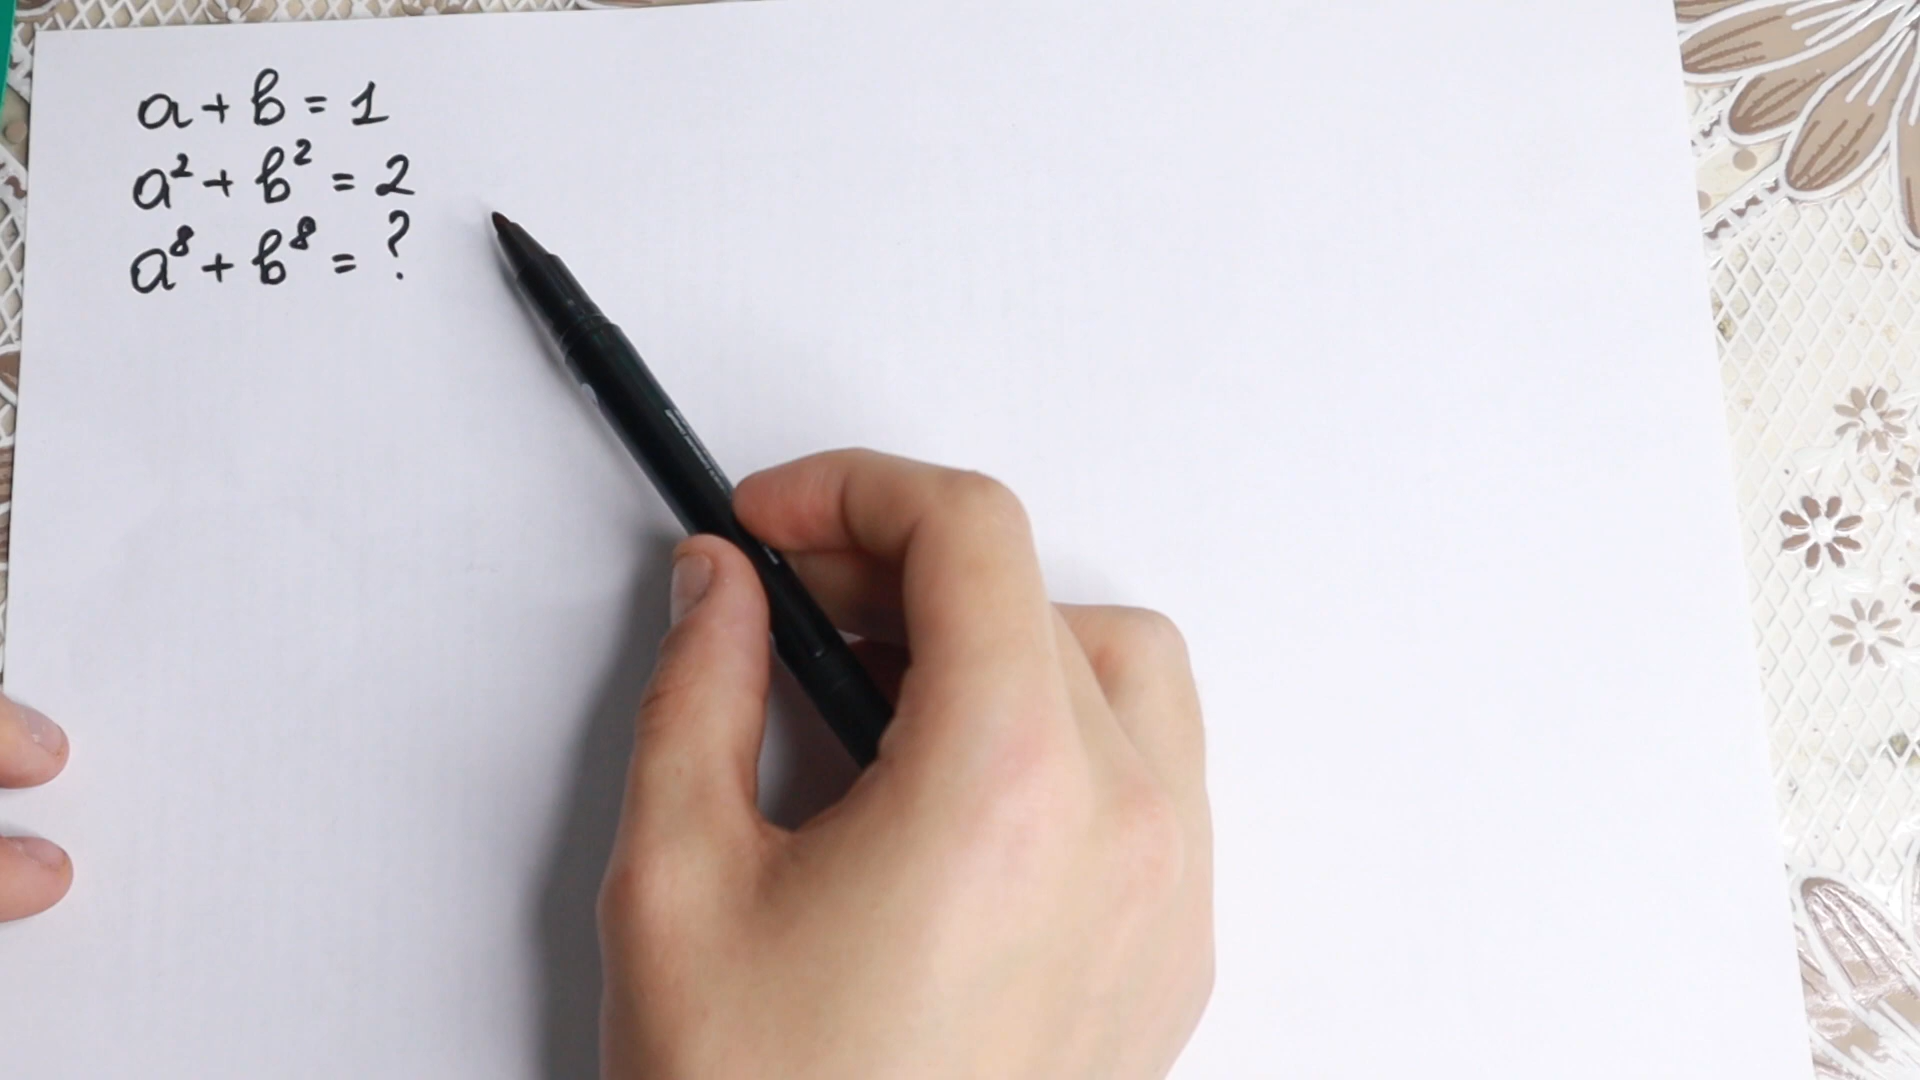 a + b = 1
a² + b² = 2
a⁸ + b⁸ = ?